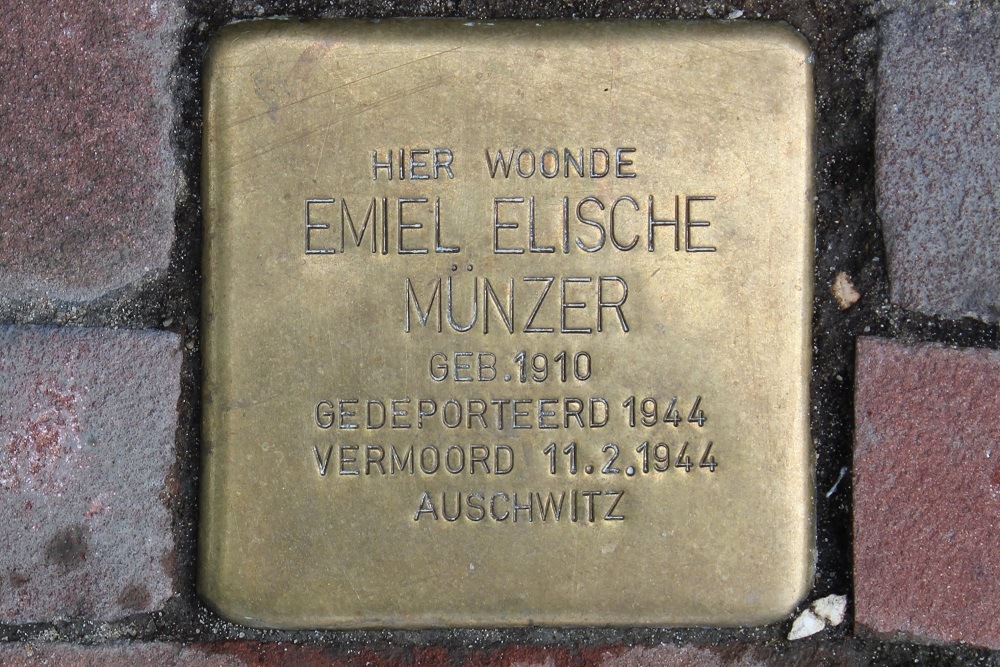 HIER WOONDE
EMIEL ELISCHE
MÜNZER
GEB.1910
GEDEPORTEERD 1944
VERMOORD 11.2.1944
AUSCHWITZ